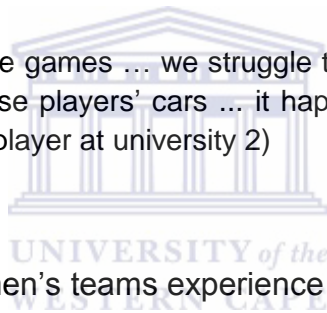 e games … we struggle t
se players’ cars ... it hap
player at university 2)
UNIVERSITY of the
nen’s teams experience
WESTERN CAPE